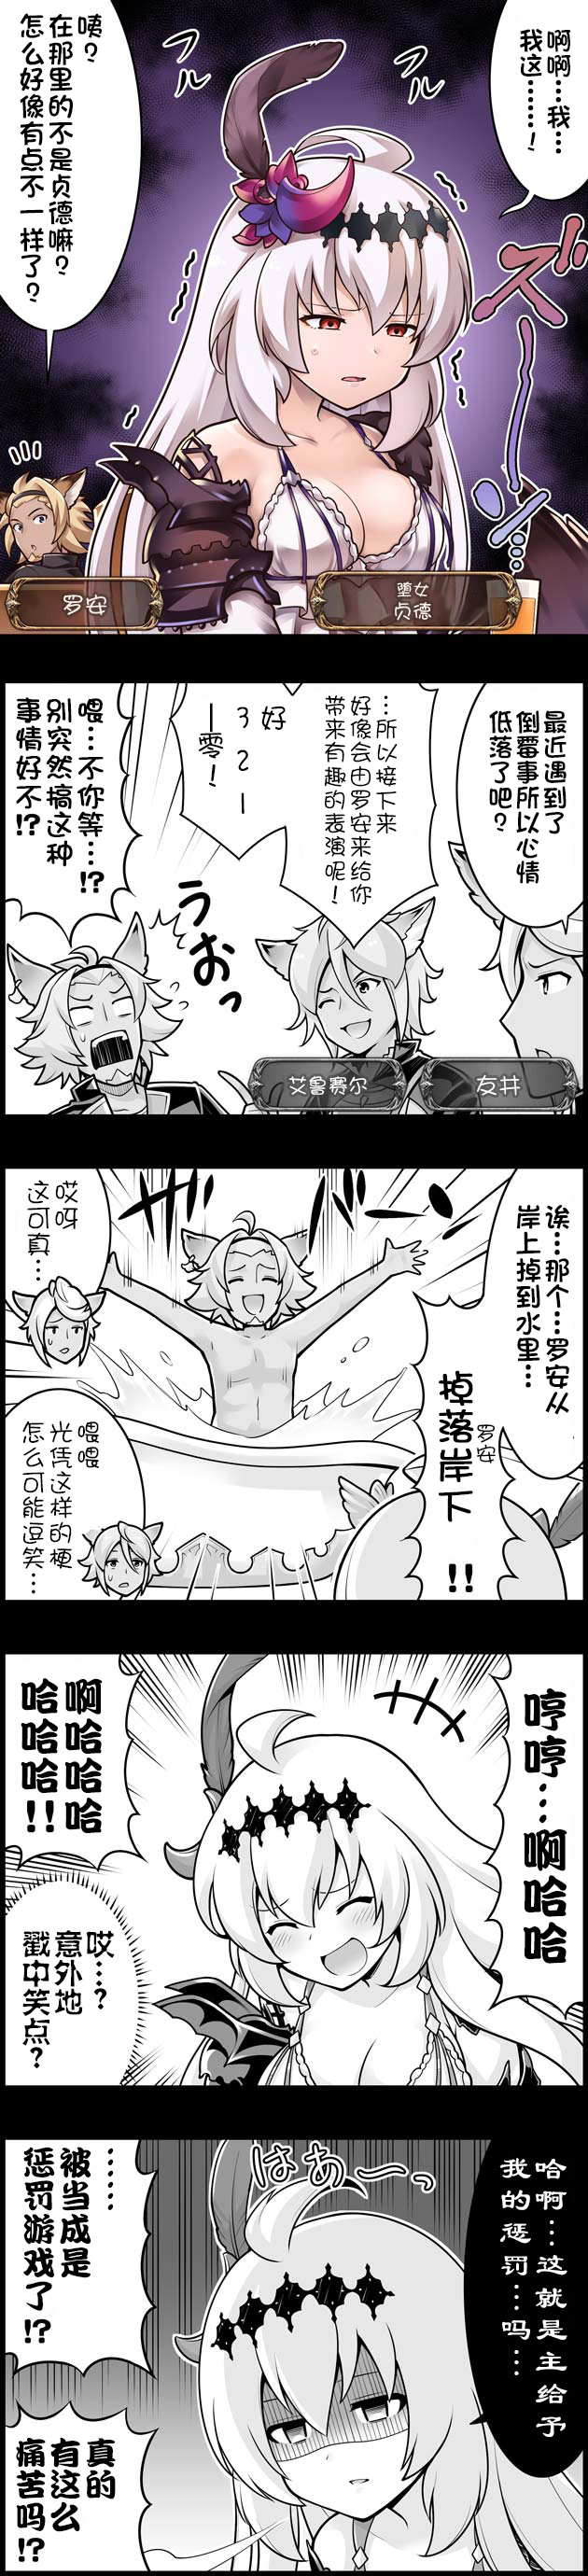 啊啊…我…
我这……！
咦？
在那里的不是贞德嘛？
怎么好像有点不一样了？
フル
フル
ズーン…
罗安
堕女
贞德
最近遇到了
倒霉事所以心情
低落了吧？
…所以接下来
好像会由罗安来给你
带来有趣的表演呢！
好
3 2 1
零！
喂…不你等…!?
别突然搞这种
事情好不!?
うおっ
艾鲁赛尔
友井
诶…那个…罗安从
岸上掉到水里…
罗安
掉落岸下 !!
哎呀
这可真…
喂喂
光凭这样的梗
怎么可能逗笑…
哼哼…啊哈哈
啊哈哈哈
哈哈哈!!
哎…？
意外地
戳中笑点？
哈啊…这就是主给予
我的惩罚…吗…
はあ〜っ
……
被当成是
惩罚游戏了!?
真的
有这么
痛苦吗!?